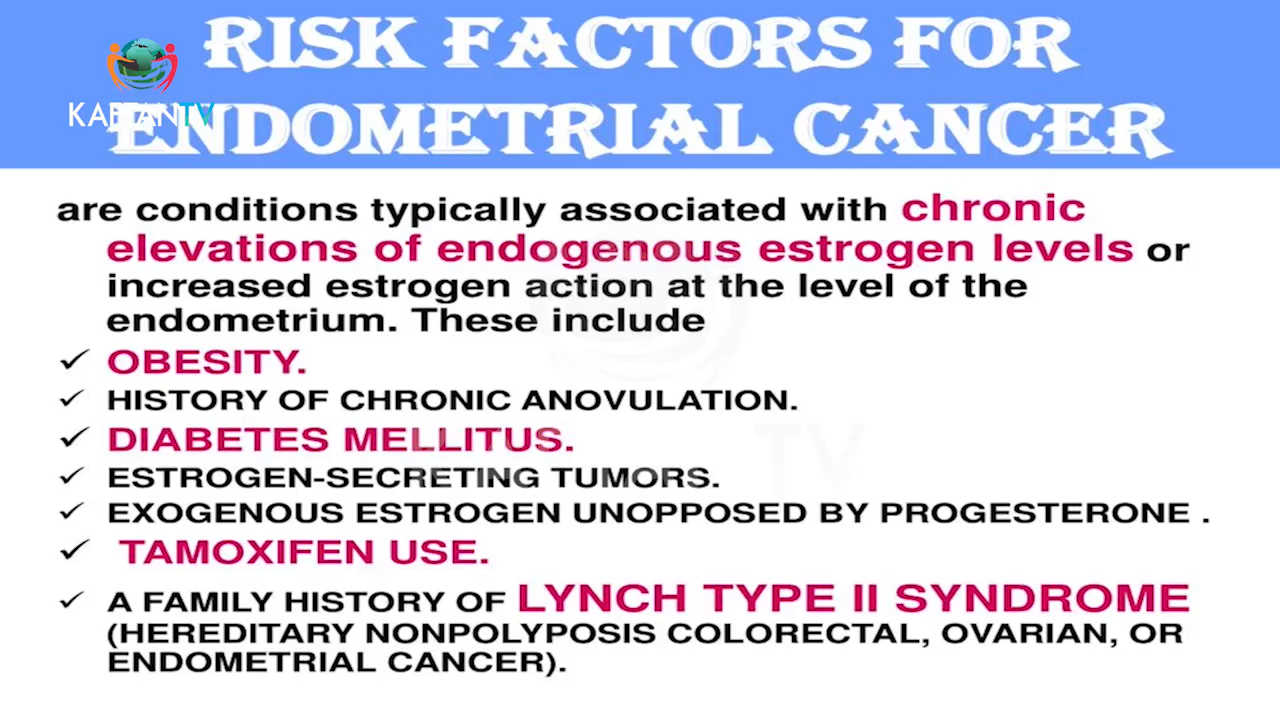 RISK FACTORS FOR
ENDOMETRIAL CANCER
KAFTANTV
are conditions typically associated with chronic
elevations of endogenous estrogen levels or
increased estrogen action at the level of the
endometrium. These include
✓ OBESITY.
✓ HISTORY OF CHRONIC ANOVULATION.
✓ DIABETES MELLITUS.
✓ ESTROGEN-SECRETING TUMORS.
✓ EXOGENOUS ESTROGEN UNOPPOSED BY PROGESTERONE .
✓ TAMOXIFEN USE.
✓ A FAMILY HISTORY OF LYNCH TYPE II SYNDROME
(HEREDITARY NONPOLYPOSIS COLORECTAL, OVARIAN, OR
ENDOMETRIAL CANCER).
TV